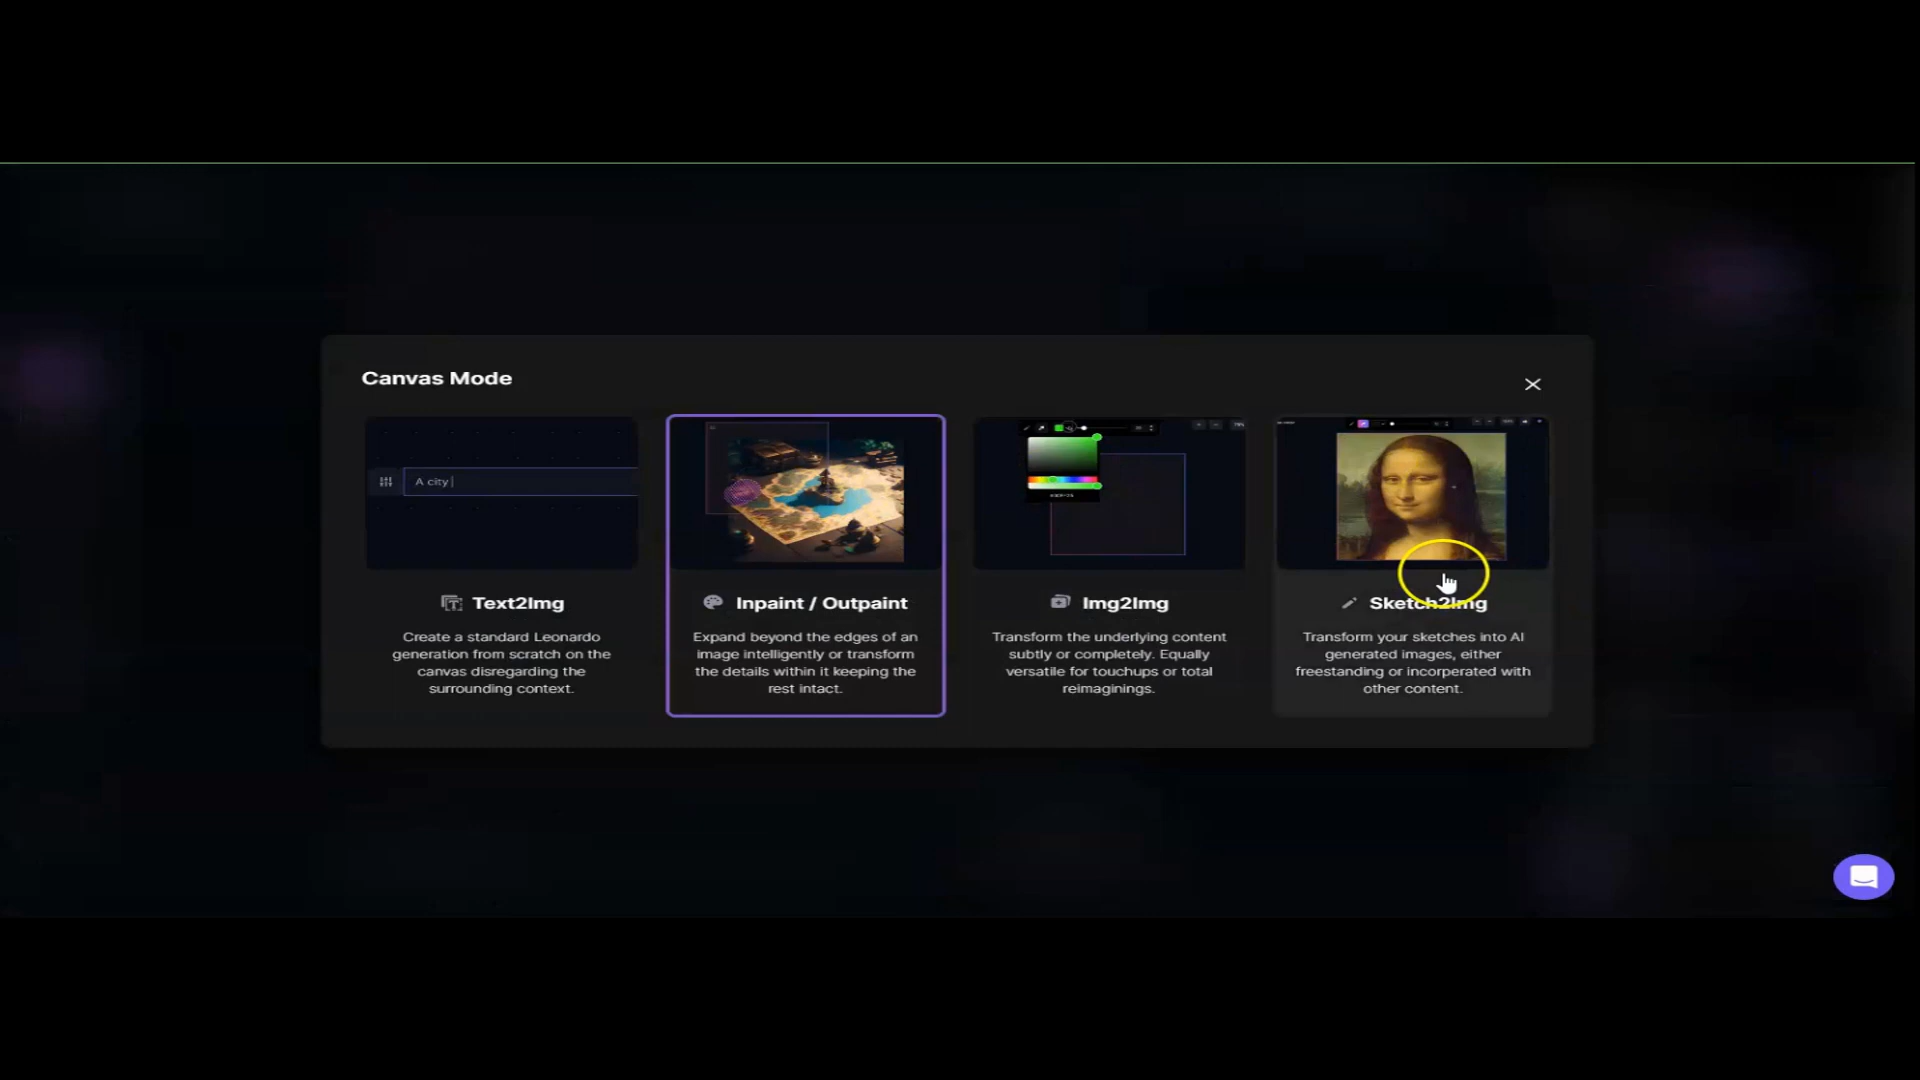 Canvas Mode
A city
Text2Img
Create a standard Leonardo
generation from scratch on the
canvas disregarding the
surrounding context.
Inpaint / Outpaint
Expand beyond the edges of an
image intelligently or transform
the details within it keeping the
rest intact.
Img2Img
Transform the underlying content
subtly or completely. Equally
versatile for touchups or total
reimaginings.
Sketch2Img
Transform your sketches into AI
generated images, either
freestanding or incorporated with
other content.